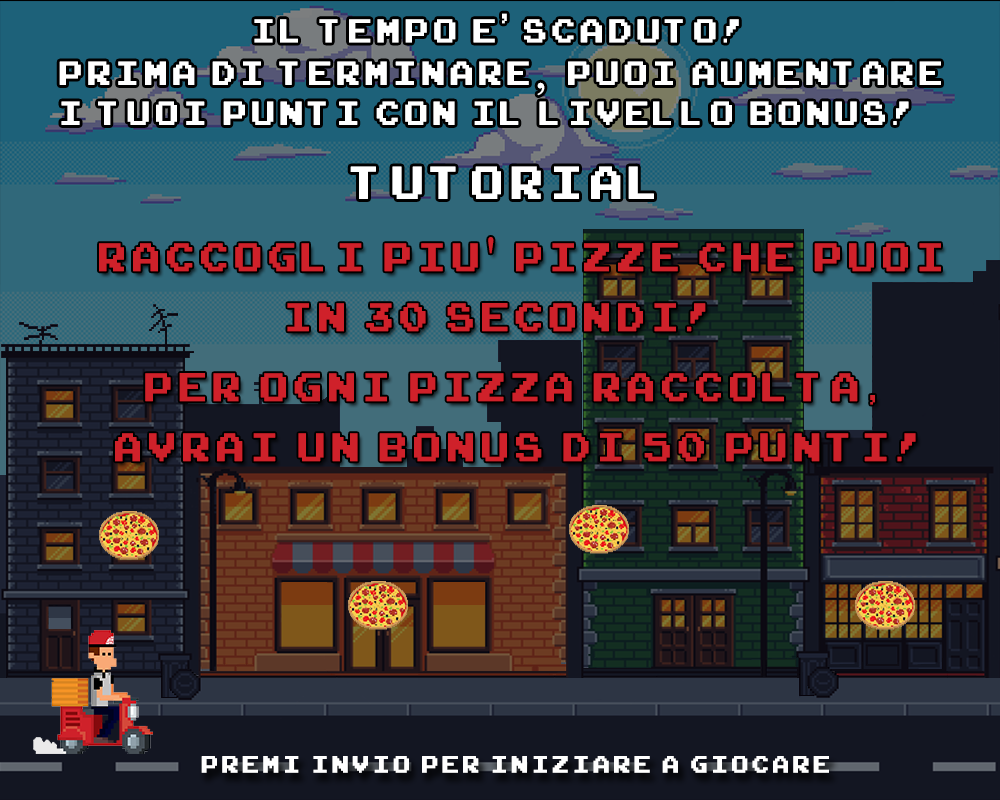 IL TEMPO E' SCADUTO!
PRIMA DI TERMINARE, PUOI AUMENTARE
I TUOI PUNTI CON IL LIVELLO BONUS!
TUTORIAL
RACCOGLI PIU' PIZZE CHE PUOI
IN 30 SECONDI!
PER OGNI PIZZA RACCOLTA,
AVRAI UN BONUS DI 50 PUNTI!
PREMI INVIO PER INIZIARE A GIOCARE